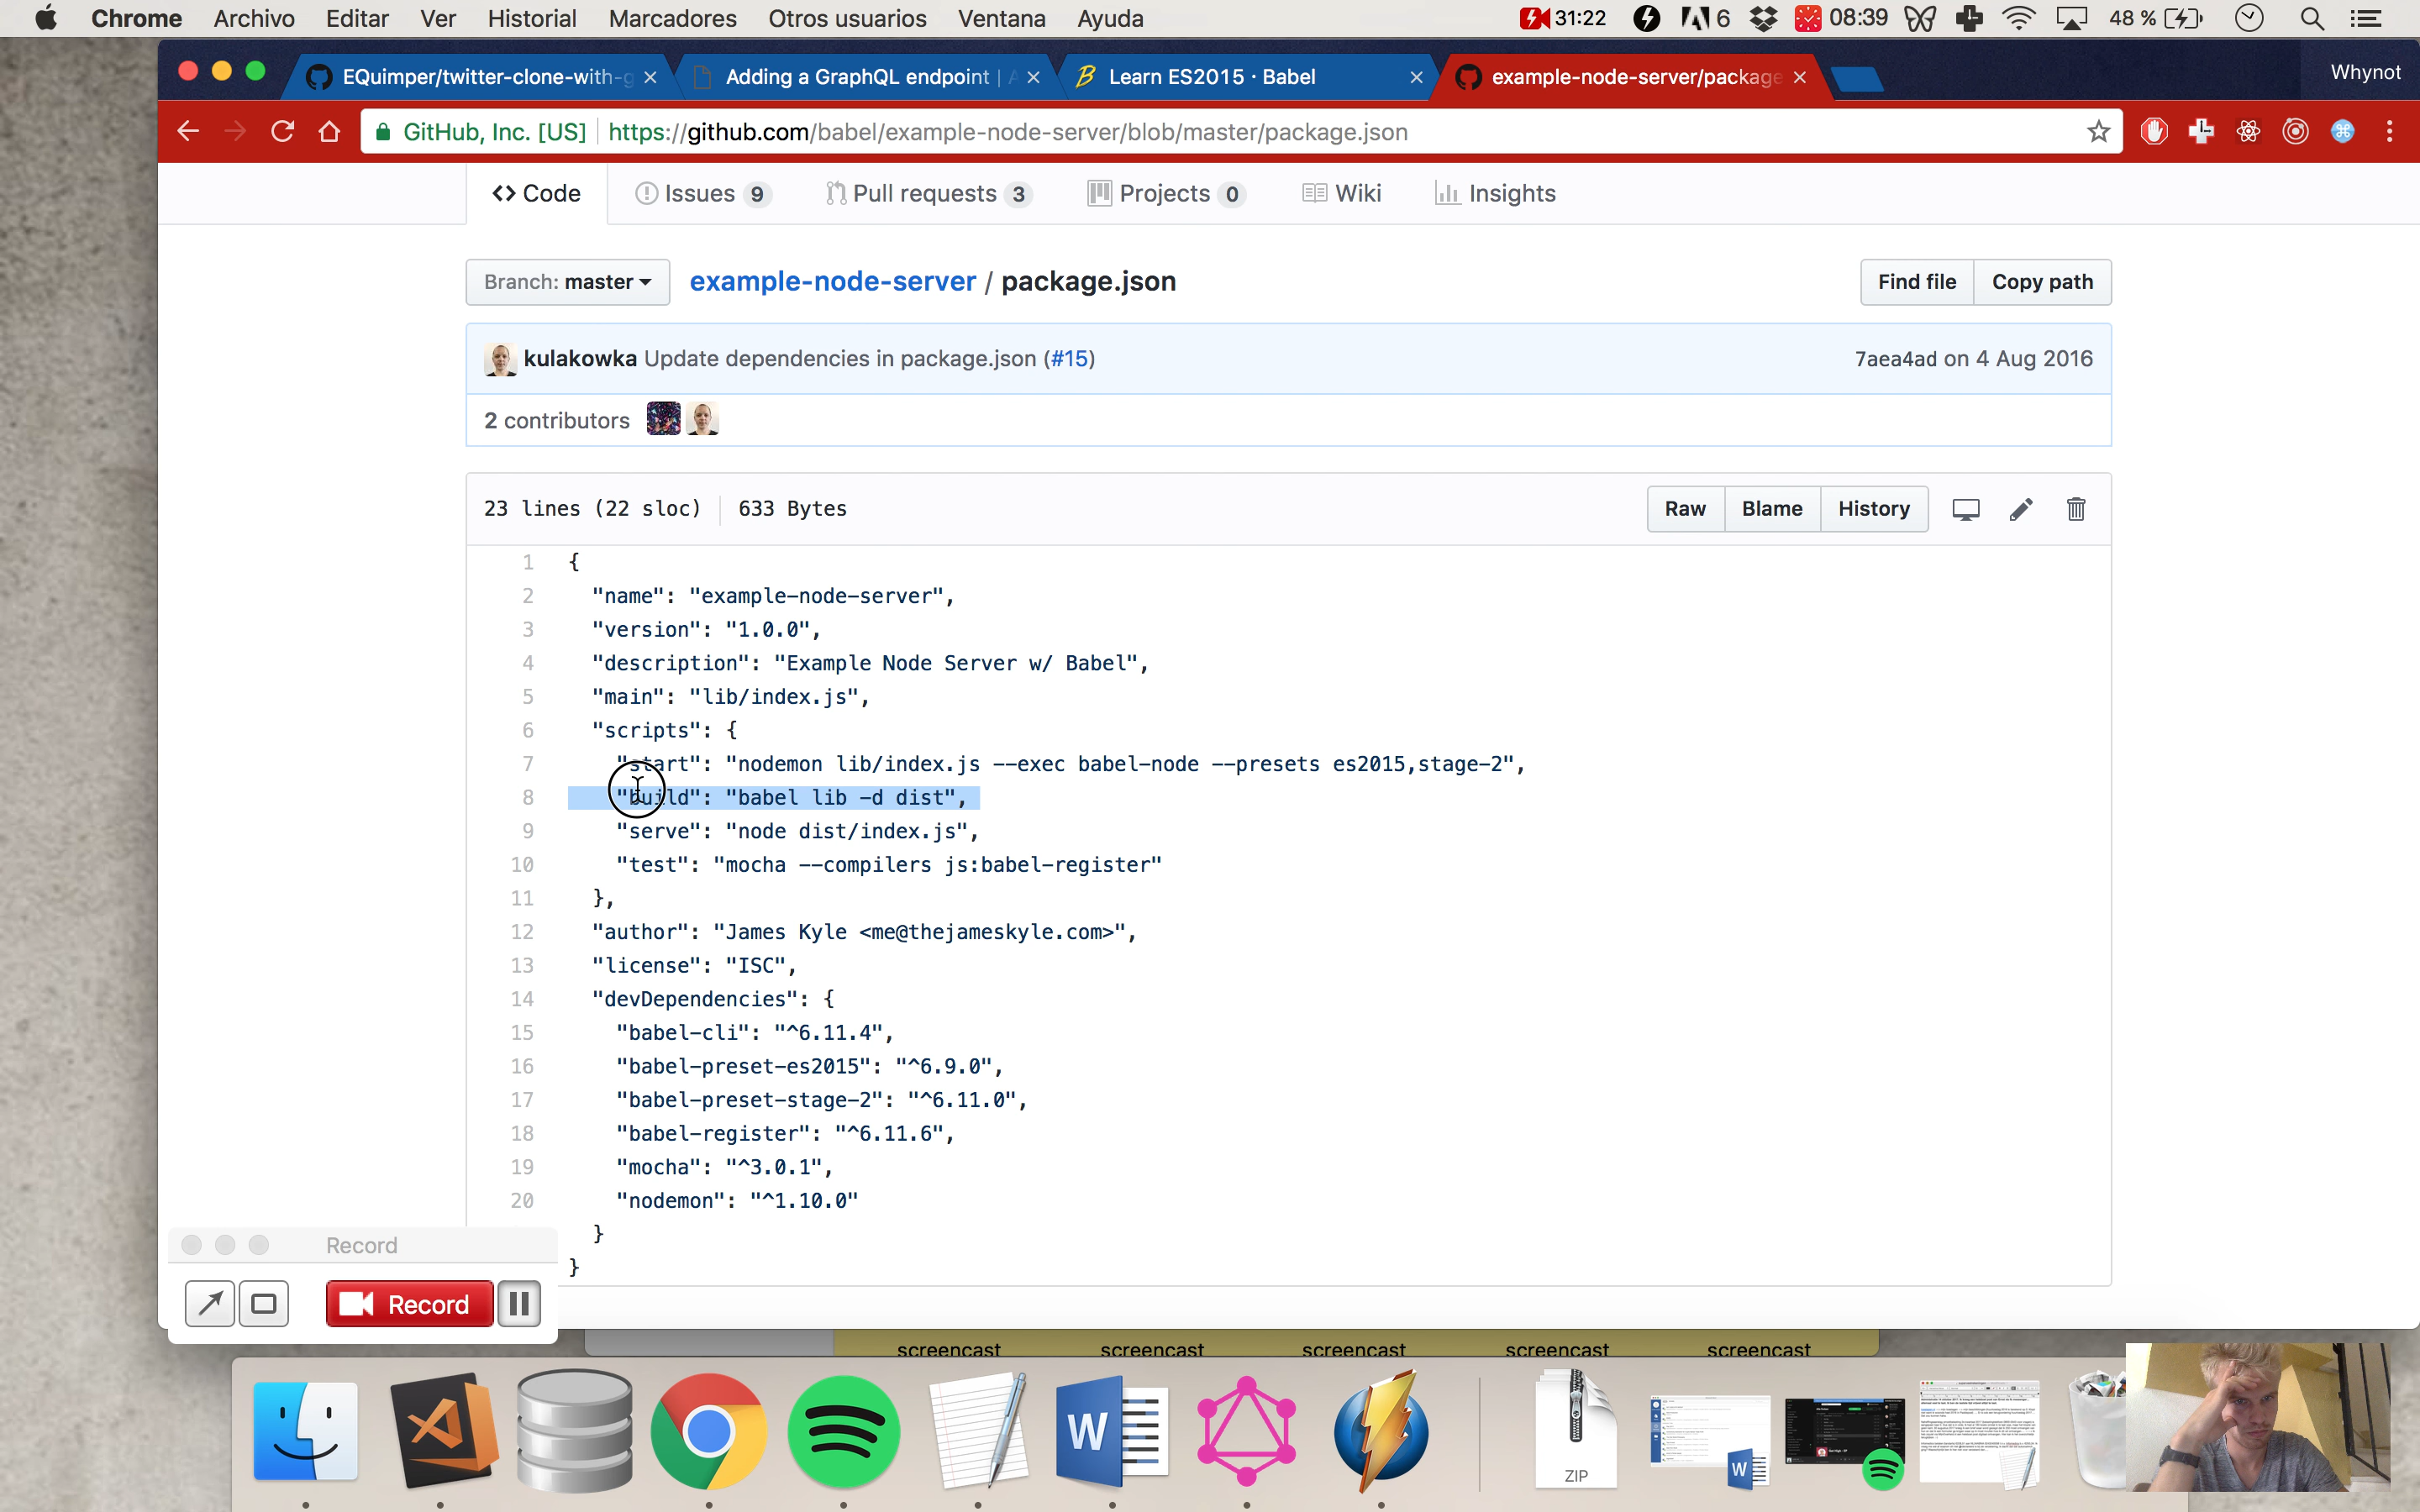 Chrome Archivo Editar Ver Historial Marcadores Otros usuarios Ventana Ayuda 31:22 6 08:39 48 %
EQuimper/twitter-clone-with-g Adding a GraphQL endpoint | A Learn ES2015 · Babel example-node-server/package Whynot
GitHub, Inc. [US] https://github.com/babel/example-node-server/blob/master/package.json
Code Issues 9 Pull requests 3 Projects 0 Wiki Insights
Branch: master example-node-server / package.json Find file Copy path
kulakowka Update dependencies in package.json (#15) 7aea4ad on 4 Aug 2016
2 contributors
23 lines (22 sloc) 633 Bytes Raw Blame History
1 {
2 "name": "example-node-server",
3 "version": "1.0.0",
4 "description": "Example Node Server w/ Babel",
5 "main": "lib/index.js",
6 "scripts": {
7 "start": "nodemon lib/index.js --exec babel-node --presets es2015,stage-2",
8 "build": "babel lib -d dist",
9 "serve": "node dist/index.js",
10 "test": "mocha --compilers js:babel-register"
11 },
12 "author": "James Kyle <me@thejameskyle.com>",
13 "license": "ISC",
14 "devDependencies": {
15 "babel-cli": "^6.11.4",
16 "babel-preset-es2015": "^6.9.0",
17 "babel-preset-stage-2": "^6.11.0",
18 "babel-register": "^6.11.6",
19 "mocha": "^3.0.1",
20 "nodemon": "^1.10.0"
}
}
Record
Record
screencast screencast screencast screencast screencast
W ZIP W